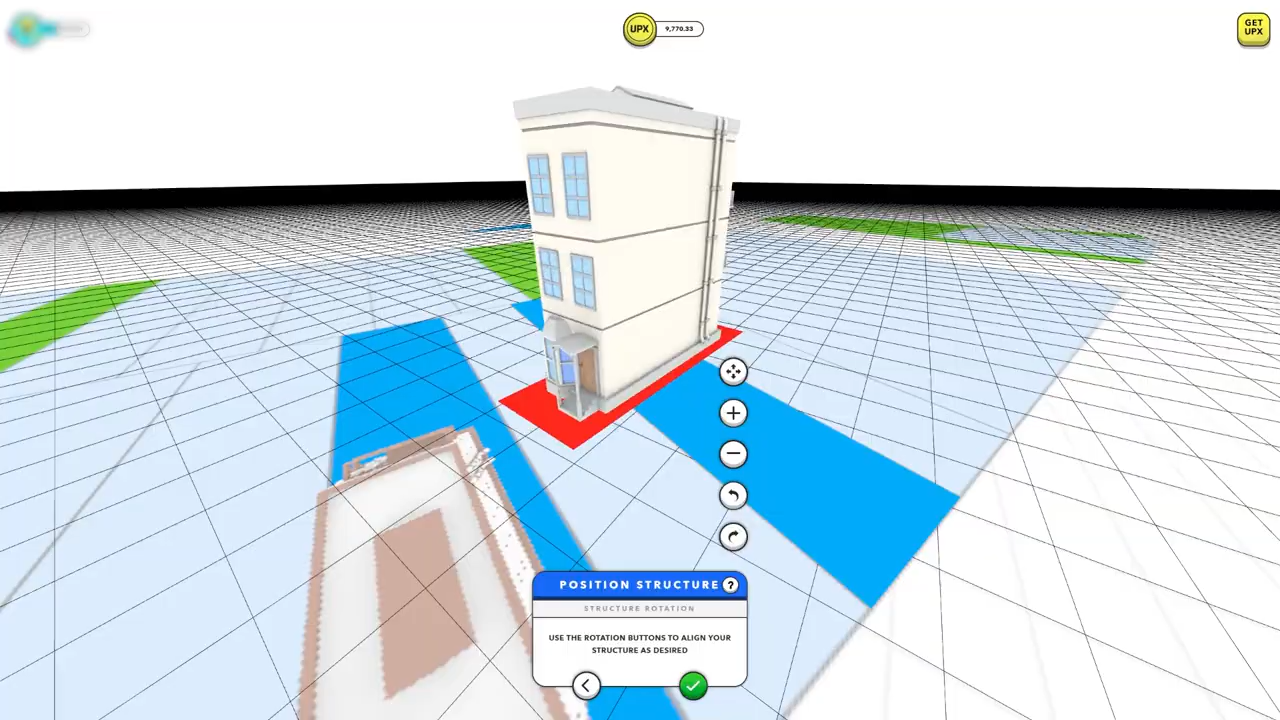 UPX
9,770.33
GET
UPX
POSITION STRUCTURE ?
STRUCTURE ROTATION
USE THE ROTATION BUTTONS TO ALIGN YOUR
STRUCTURE AS DESIRED